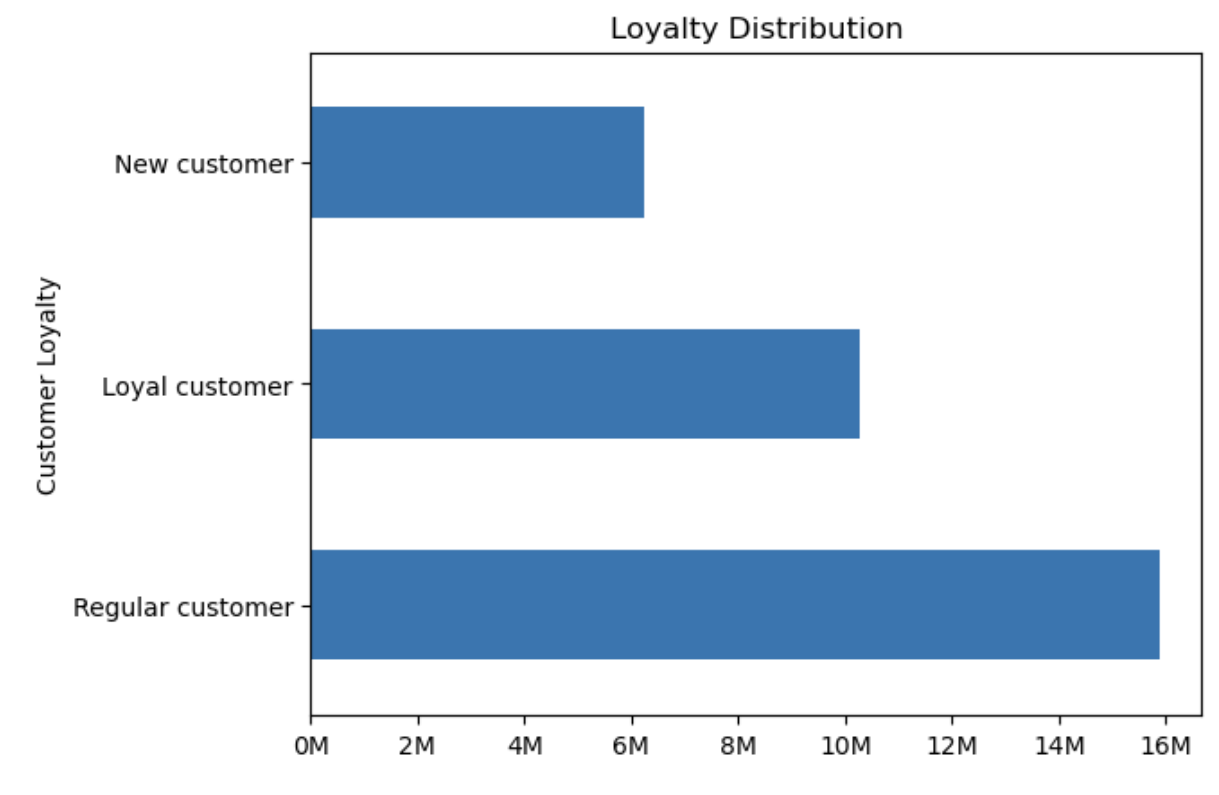 Loyalty Distribution
Customer Loyalty
New customer
Loyal customer
Regular customer
0M 2M 4M 6M 8M 10M 12M 14M 16M